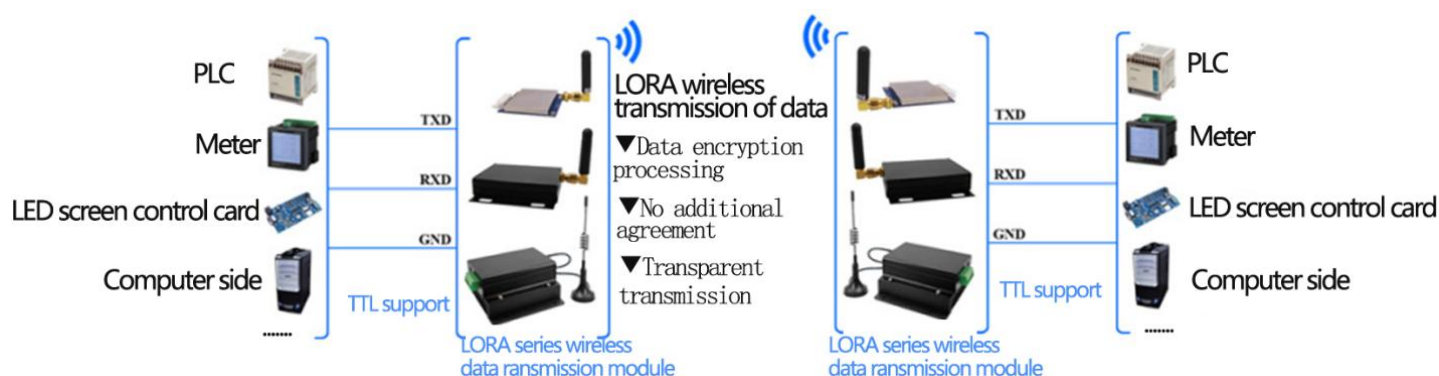 PLC
Meter
LED screen control card
Computer side
.......
TXD
RXD
GND
TTL support
LORA series wireless
data ransmission module
LORA wireless
transmission of data
▼Data encryption
processing
▼No additional
agreement
▼Transparent
transmission
LORA series wireless
data ransmission module
TXD
RXD
GND
TTL support
PLC
Meter
LED screen control card
Computer side
.......